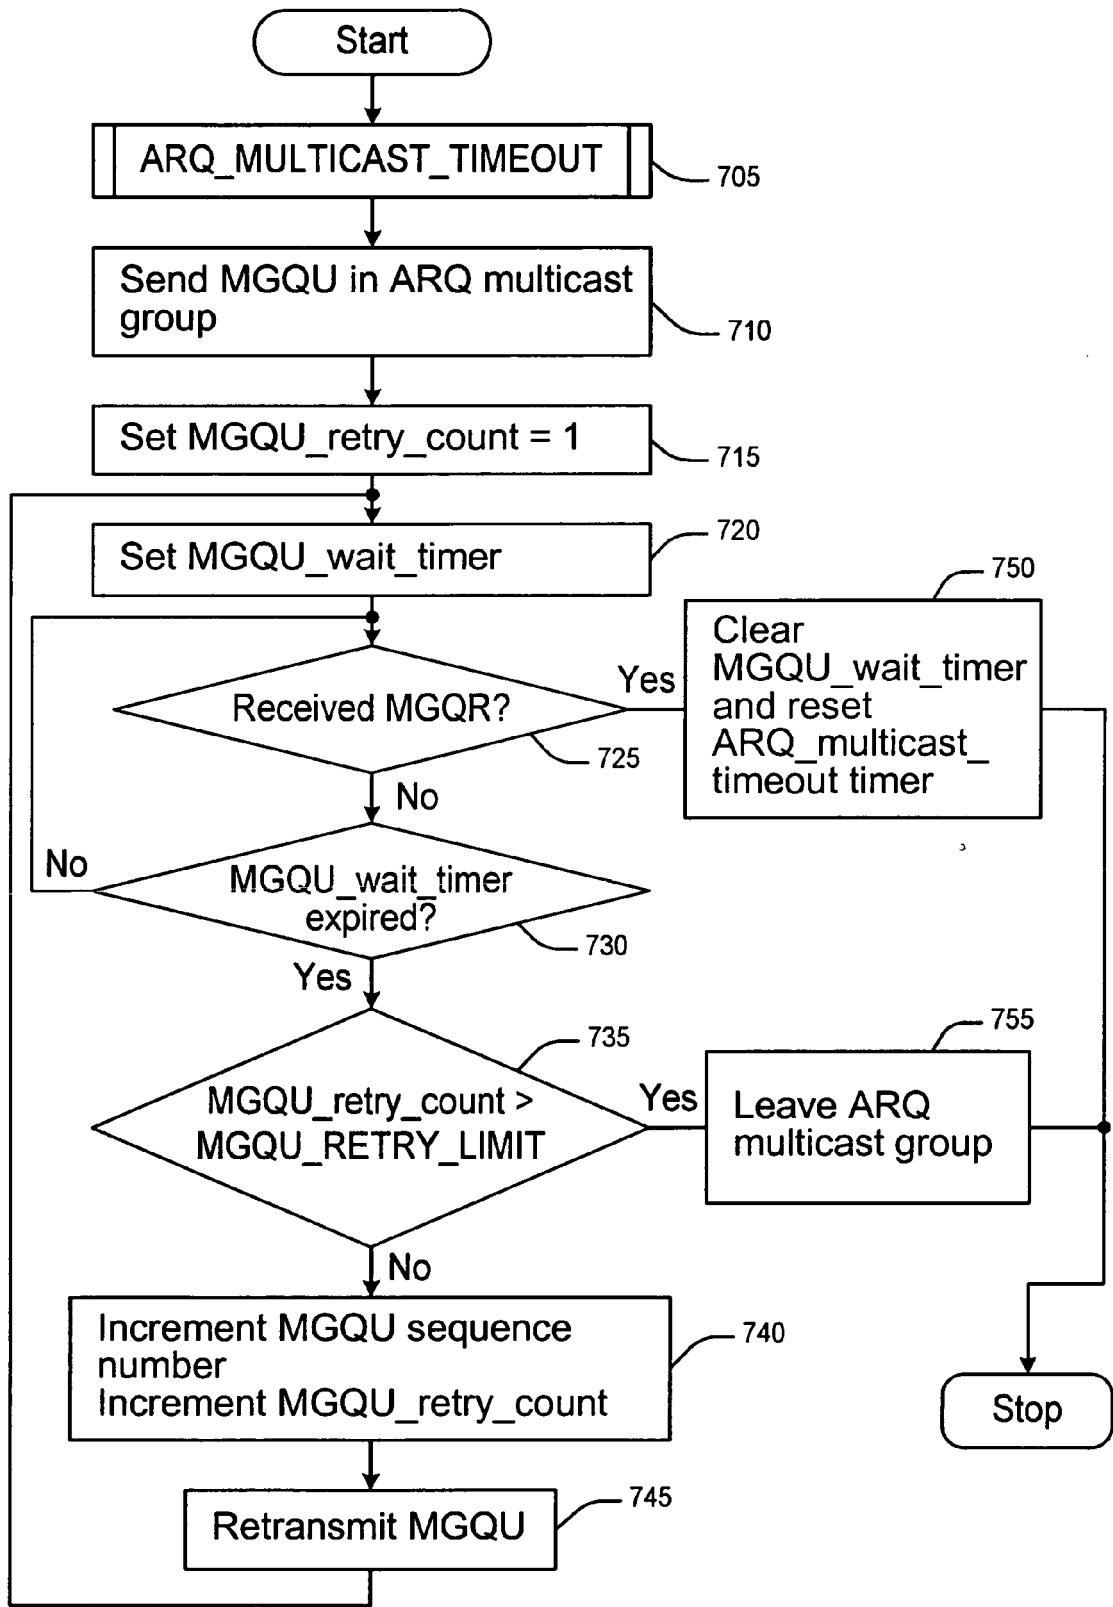 Start
ARQ_MULTICAST_TIMEOUT
705
Send MGQU in ARQ multicast
group
710
Set MGQU_retry_count = 1
715
720
Set MGQU_wait_timer
750
Clear
MGQU_wait_timer
and reset
ARQ_multicast_
timeout timer
Yes
Received MGQR?
725
No
No
MGQU_wait_timer
expired?
730
Yes
735
755
MGQU_retry_count >
MGQU_RETRY_LIMIT
Yes
Leave ARQ
multicast group
No
Increment MGQU sequence
number
Increment MGQU_retry_count
740
Stop
745
Retransmit MGQU